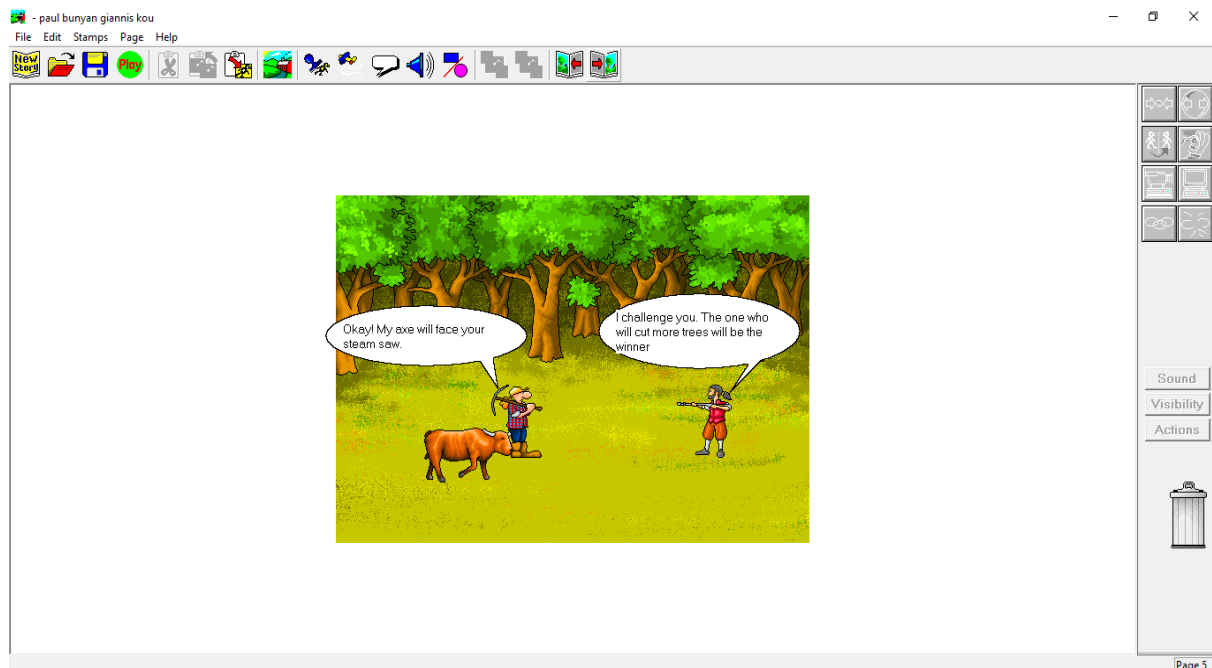 - paul bunyan giannis kou
File Edit Stamps Page Help
New Story
Play
Okay! My axe will face your
steam saw.
I challenge you. The one who
will cut more trees will be the
winner
Sound
Visibility
Actions
Page 5